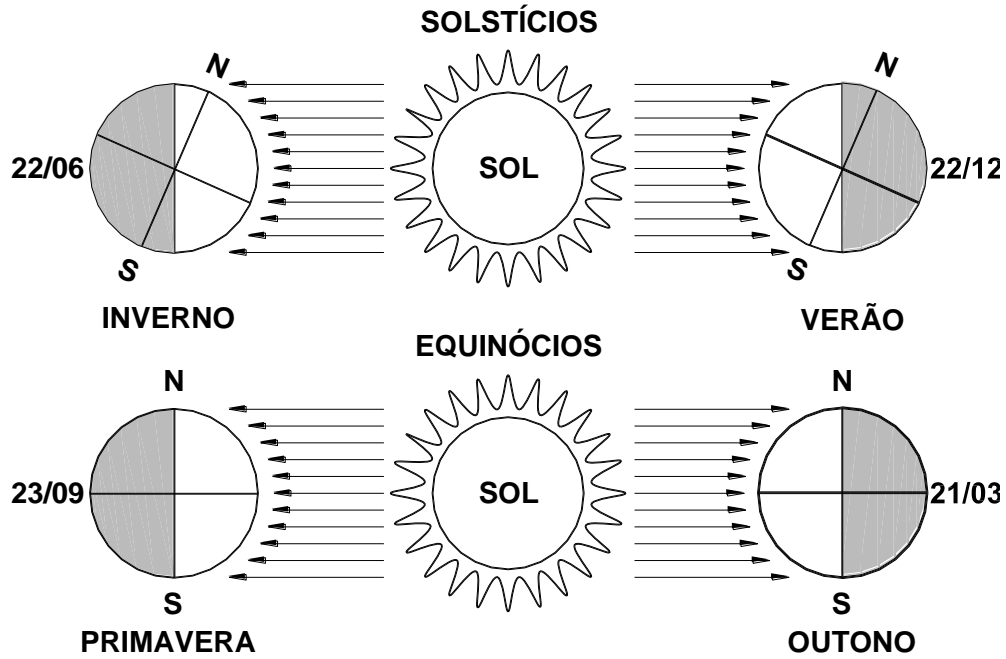 SOLSTÍCIOS
N
N
22/06
SOL
22/12
S
S
INVERNO
VERÃO
EQUINÓCIOS
N
N
23/09
SOL
21/03
S
S
PRIMAVERA
OUTONO